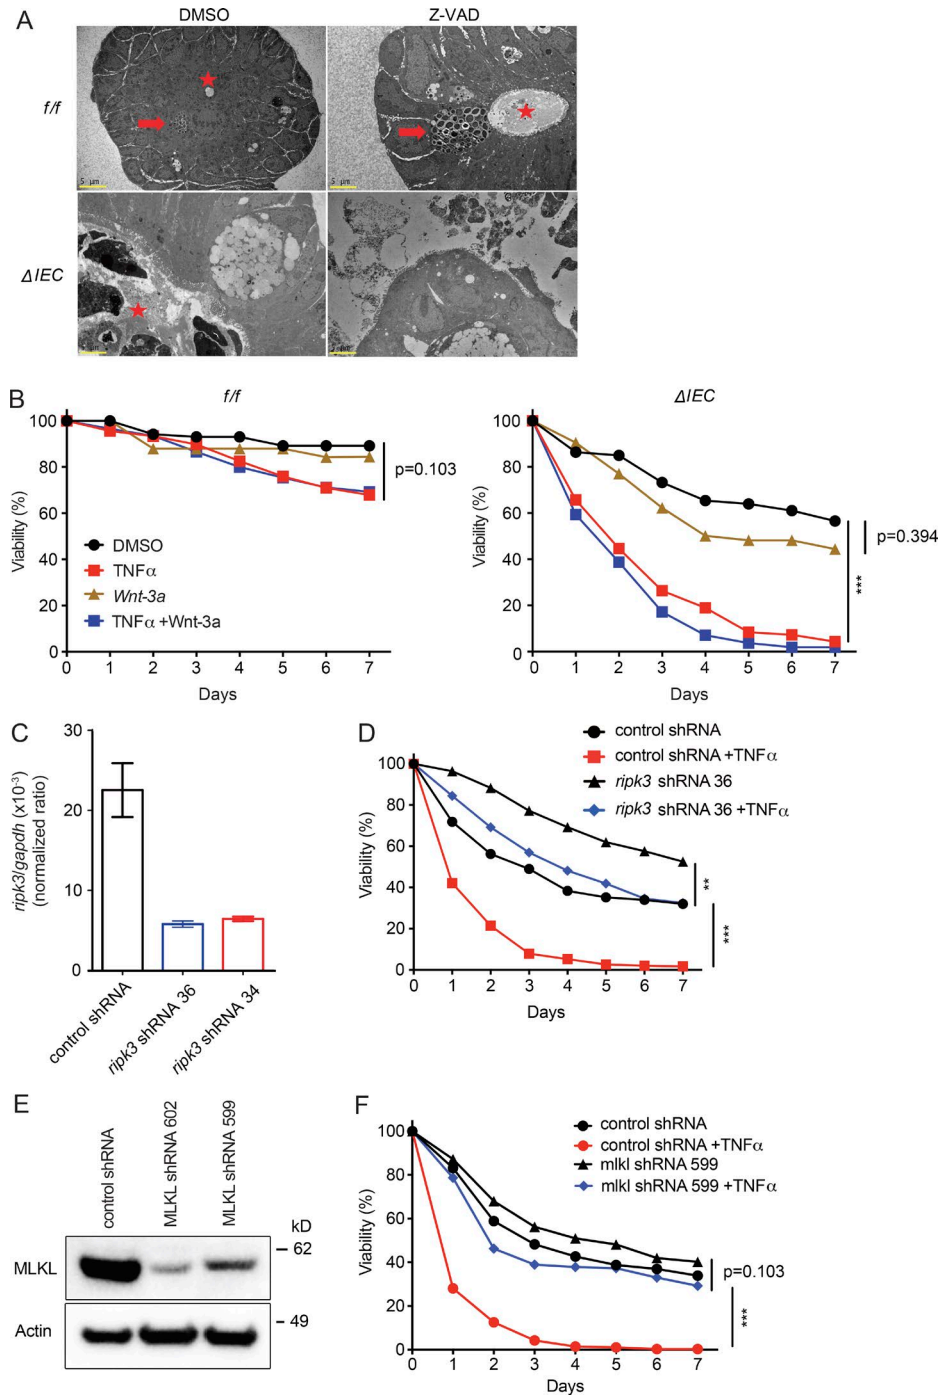 A
DMSO
Z-VAD
f/f
ΔIEC
5 µm
5 µm
B
f/f
ΔIEC
Viability (%)
100
80
60
40
20
0
0 1 2 3 4 5 6 7
Days
p=0.103
DMSO
TNFα
Wnt-3a
TNFα +Wnt-3a
Viability (%)
100
80
60
40
20
0
0 1 2 3 4 5 6 7
Days
p=0.394
***
C
ripk3/gapdh (x10⁻³)
(normalized ratio)
30
20
10
0
control shRNA
ripk3 shRNA 36
ripk3 shRNA 34
D
control shRNA
control shRNA +TNFα
ripk3 shRNA 36
ripk3 shRNA 36 +TNFα
Viability (%)
100
80
60
40
20
0
0 1 2 3 4 5 6 7
Days
**
***
E
control shRNA
MLKL shRNA 602
MLKL shRNA 599
kD
MLKL
– 62
Actin
– 49
F
control shRNA
control shRNA +TNFα
mlkl shRNA 599
mlkl shRNA 599 +TNFα
Viability (%)
100
80
60
40
20
0
0 1 2 3 4 5 6 7
Days
p=0.103
***